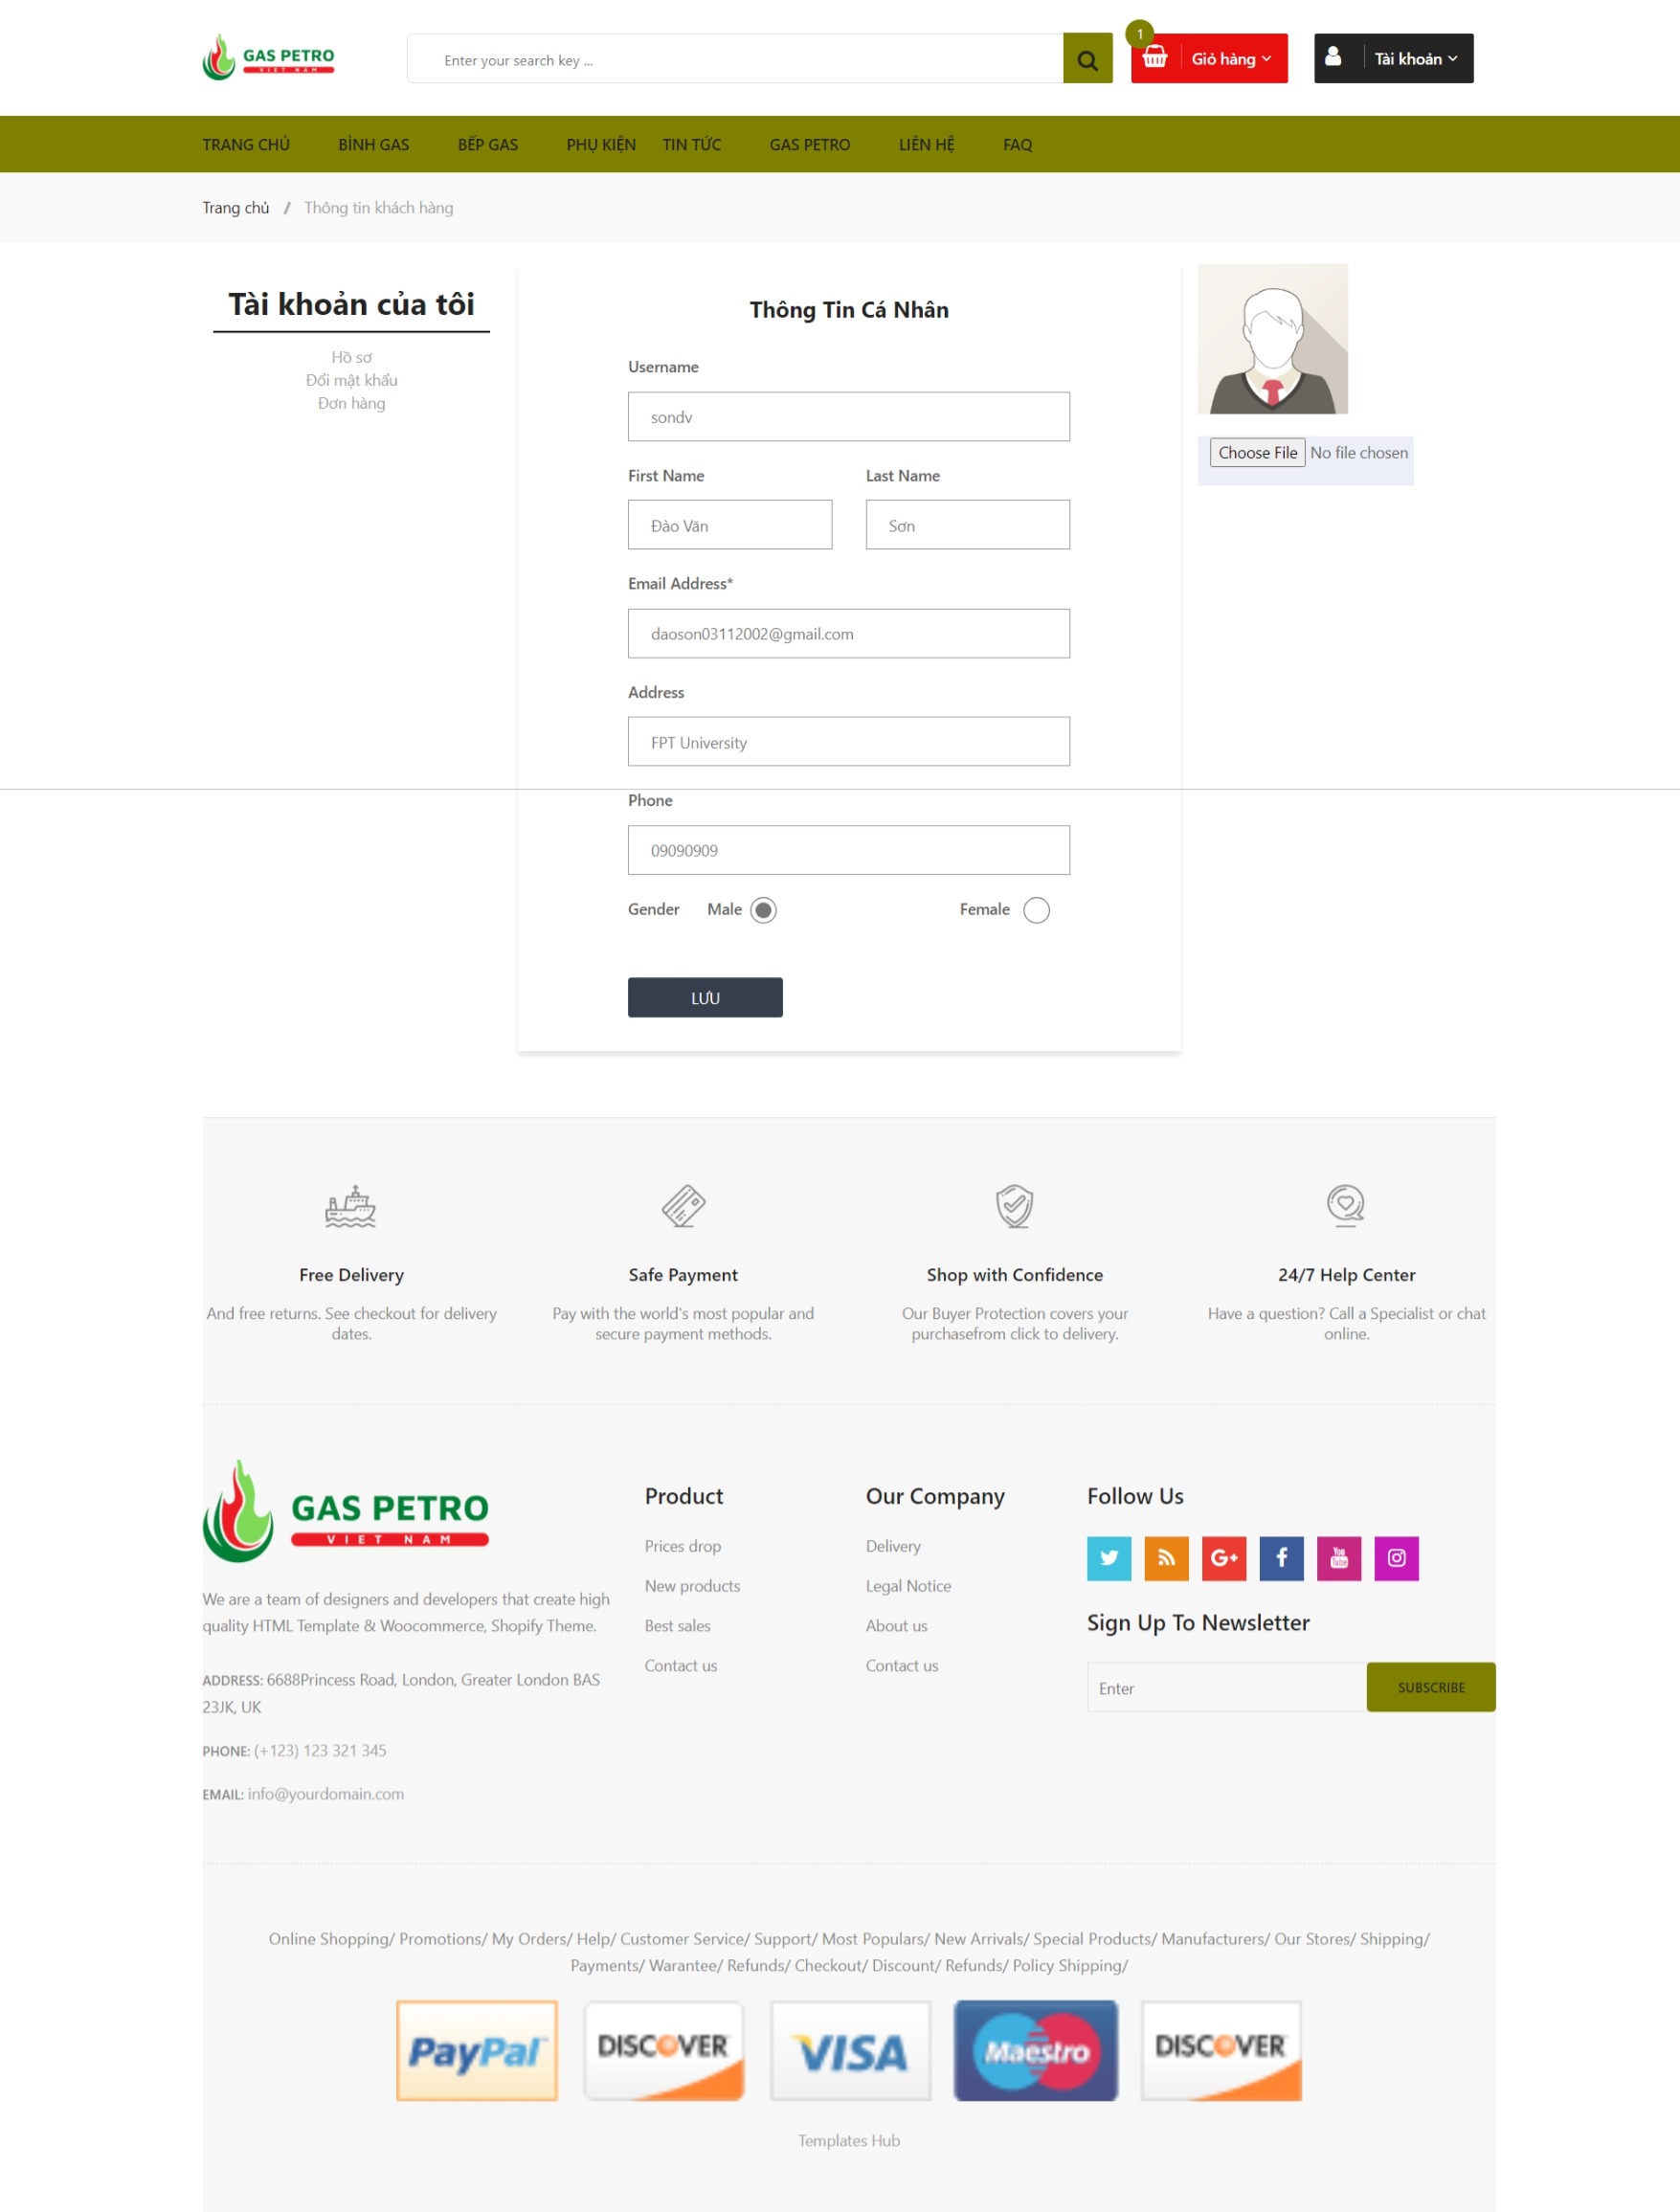 GAS PETRO
VIET NAM
Enter your search key ...
1
Giỏ hàng
Tài khoản
TRANG CHỦ BÌNH GAS BẾP GAS PHỤ KIỆN TIN TỨC GAS PETRO LIÊN HỆ FAQ
Trang chủ / Thông tin khách hàng
Tài khoản của tôi
Hồ sơ
Đổi mật khẩu
Đơn hàng
Thông Tin Cá Nhân
Username
sondv
First Name Last Name
Đào Văn Sơn
Email Address*
daoson03112002@gmail.com
Address
FPT University
Phone
09090909
Gender Male Female
LƯU
Choose File No file chosen
Free Delivery
And free returns. See checkout for delivery
dates.
Safe Payment
Pay with the world's most popular and
secure payment methods.
Shop with Confidence
Our Buyer Protection covers your
purchasefrom click to delivery.
24/7 Help Center
Have a question? Call a Specialist or chat
online.
GAS PETRO
VIET NAM
We are a team of designers and developers that create high
quality HTML Template & Woocommerce, Shopify Theme.
ADDRESS: 6688Princess Road, London, Greater London BAS
23JK, UK
PHONE: (+123) 123 321 345
EMAIL: info@yourdomain.com
Product
Prices drop
New products
Best sales
Contact us
Our Company
Delivery
Legal Notice
About us
Contact us
Follow Us
G+ f You Tube
Sign Up To Newsletter
Enter SUBSCRIBE
Online Shopping/ Promotions/ My Orders/ Help/ Customer Service/ Support/ Most Populars/ New Arrivals/ Special Products/ Manufacturers/ Our Stores/ Shipping/
Payments/ Warantee/ Refunds/ Checkout/ Discount/ Refunds/ Policy Shipping/
PayPal DISCOVER VISA Maestro DISCOVER
Templates Hub